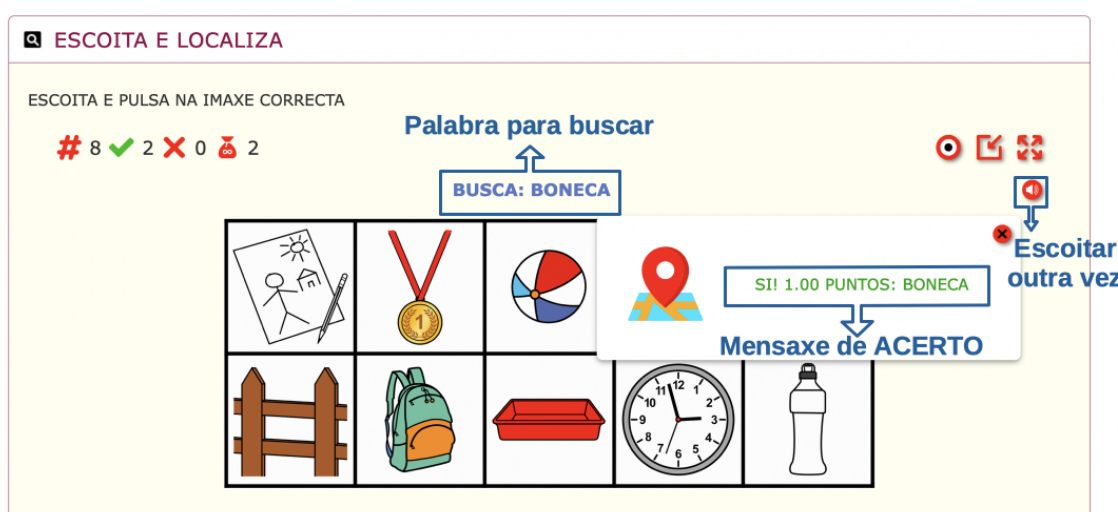 ESCOITA E LOCALIZA
ESCOITA E PULSA NA IMAXE CORRECTA
# 8 2 0 2
Palabra para buscar
BUSCA: BONECA
Escoitar
outra vez
SI! 1.00 PUNTOS: BONECA
Mensaxe de ACERTO
1
12
1
2
3
4
5
6
7
8
9
10
11